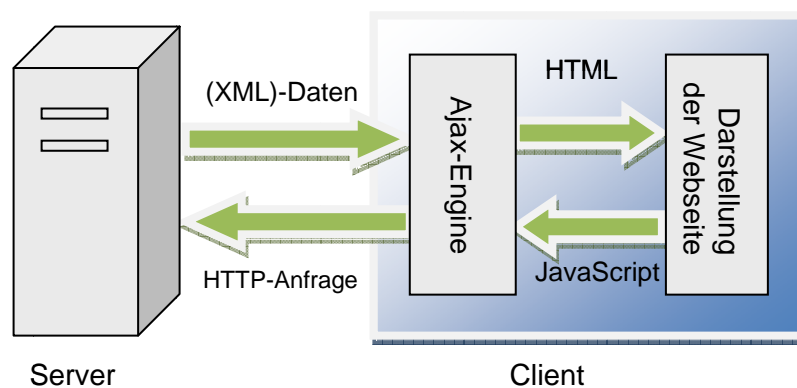 (XML)-Daten
HTML
Ajax-Engine
Darstellung
der Webseite
HTTP-Anfrage
JavaScript
Server
Client